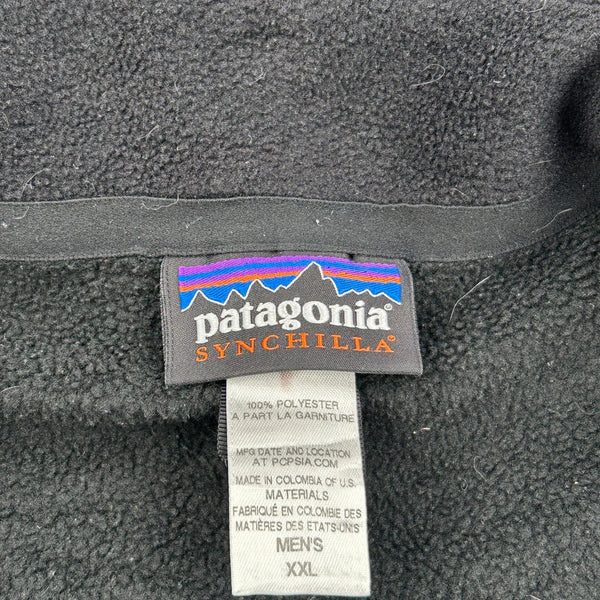 patagonia®
SYNCHILLA®
100% POLYESTER
A PART LA GARNITURE
MFG DATE AND LOCATION
AT PCPSIA.COM
MADE IN COLOMBIA OF U.S.
MATERIALS
FABRIQUÉ EN COLOMBIE DES
MATIÈRES DES ETATS-UNIS
MEN'S
XXL